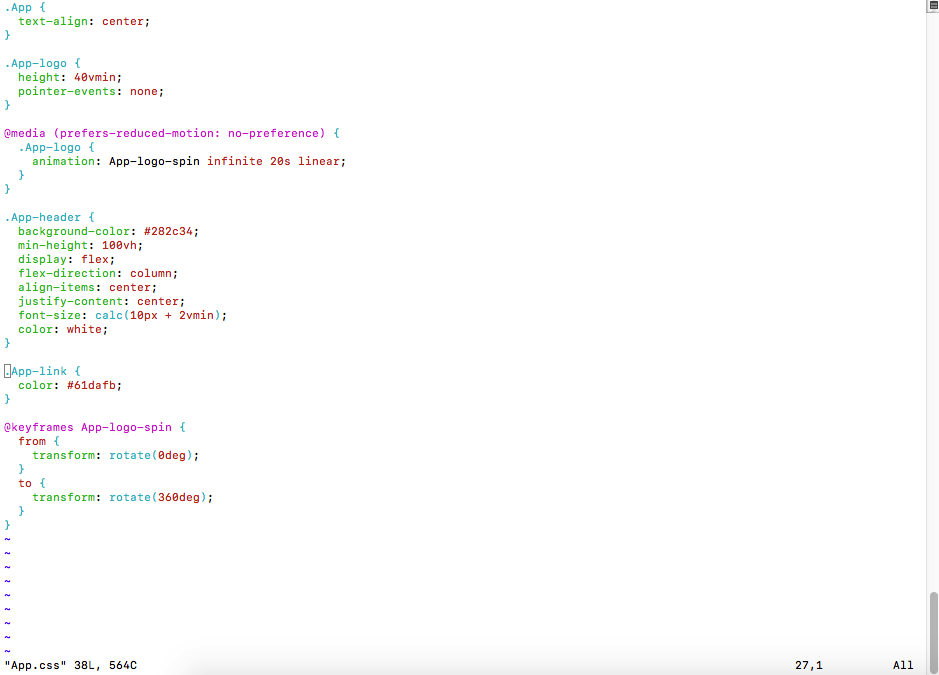 .App {
  text-align: center;
}

.App-logo {
  height: 40vmin;
  pointer-events: none;
}

@media (prefers-reduced-motion: no-preference) {
  .App-logo {
    animation: App-logo-spin infinite 20s linear;
  }
}

.App-header {
  background-color: #282c34;
  min-height: 100vh;
  display: flex;
  flex-direction: column;
  align-items: center;
  justify-content: center;
  font-size: calc(10px + 2vmin);
  color: white;
}

.App-link {
  color: #61dafb;
}

@keyframes App-logo-spin {
  from {
    transform: rotate(0deg);
  }
  to {
    transform: rotate(360deg);
  }
}
~
~
~
~
~
~
~
~
~
"App.css" 38L, 564C 27,1 All